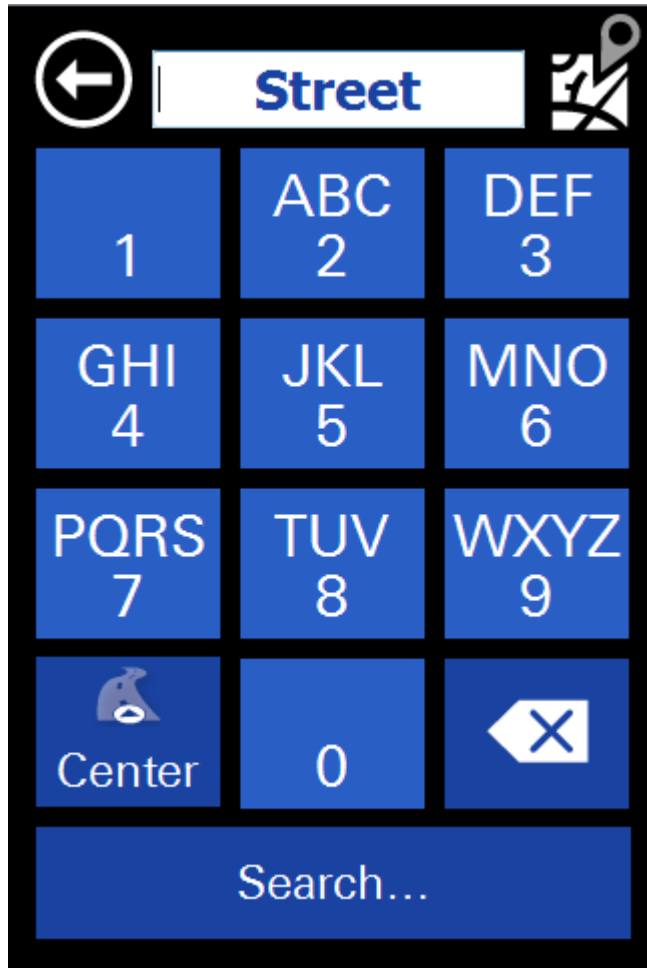 Street
1
ABC
2
DEF
3
GHI
4
JKL
5
MNO
6
PQRS
7
TUV
8
WXYZ
9
Center
0
Search...